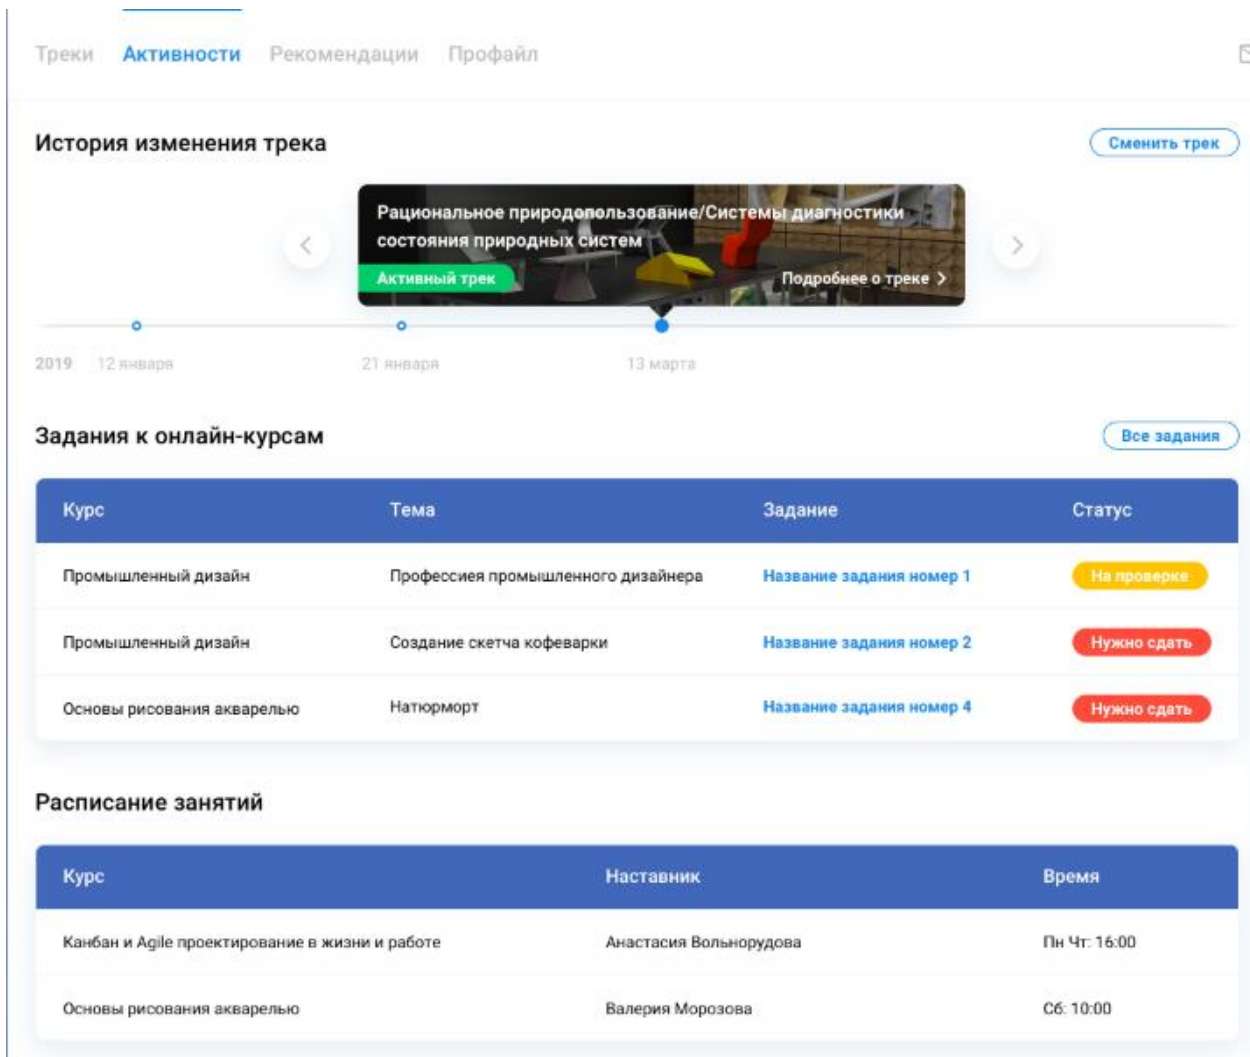 Треки Активности Рекомендации Профайл
История изменения трека Сменить трек
Рациональное природопользование/Системы диагностики
состояния природных систем
Активный трек Подробнее о треке
2019 12 января 21 января 13 марта
Задания к онлайн-курсам Все задания
Курс Тема Задание Статус
Промышленный дизайн Профессиея промышленного дизайнера Название задания номер 1 На проверке
Промышленный дизайн Создание скетча кофеварки Название задания номер 2 Нужно сдать
Основы рисования акварелью Натюрморт Название задания номер 4 Нужно сдать
Расписание занятий
Курс Наставник Время
Канбан и Agile проектирование в жизни и работе Анастасия Вольнорудова Пн Чт: 16:00
Основы рисования акварелью Валерия Морозова Сб: 10:00